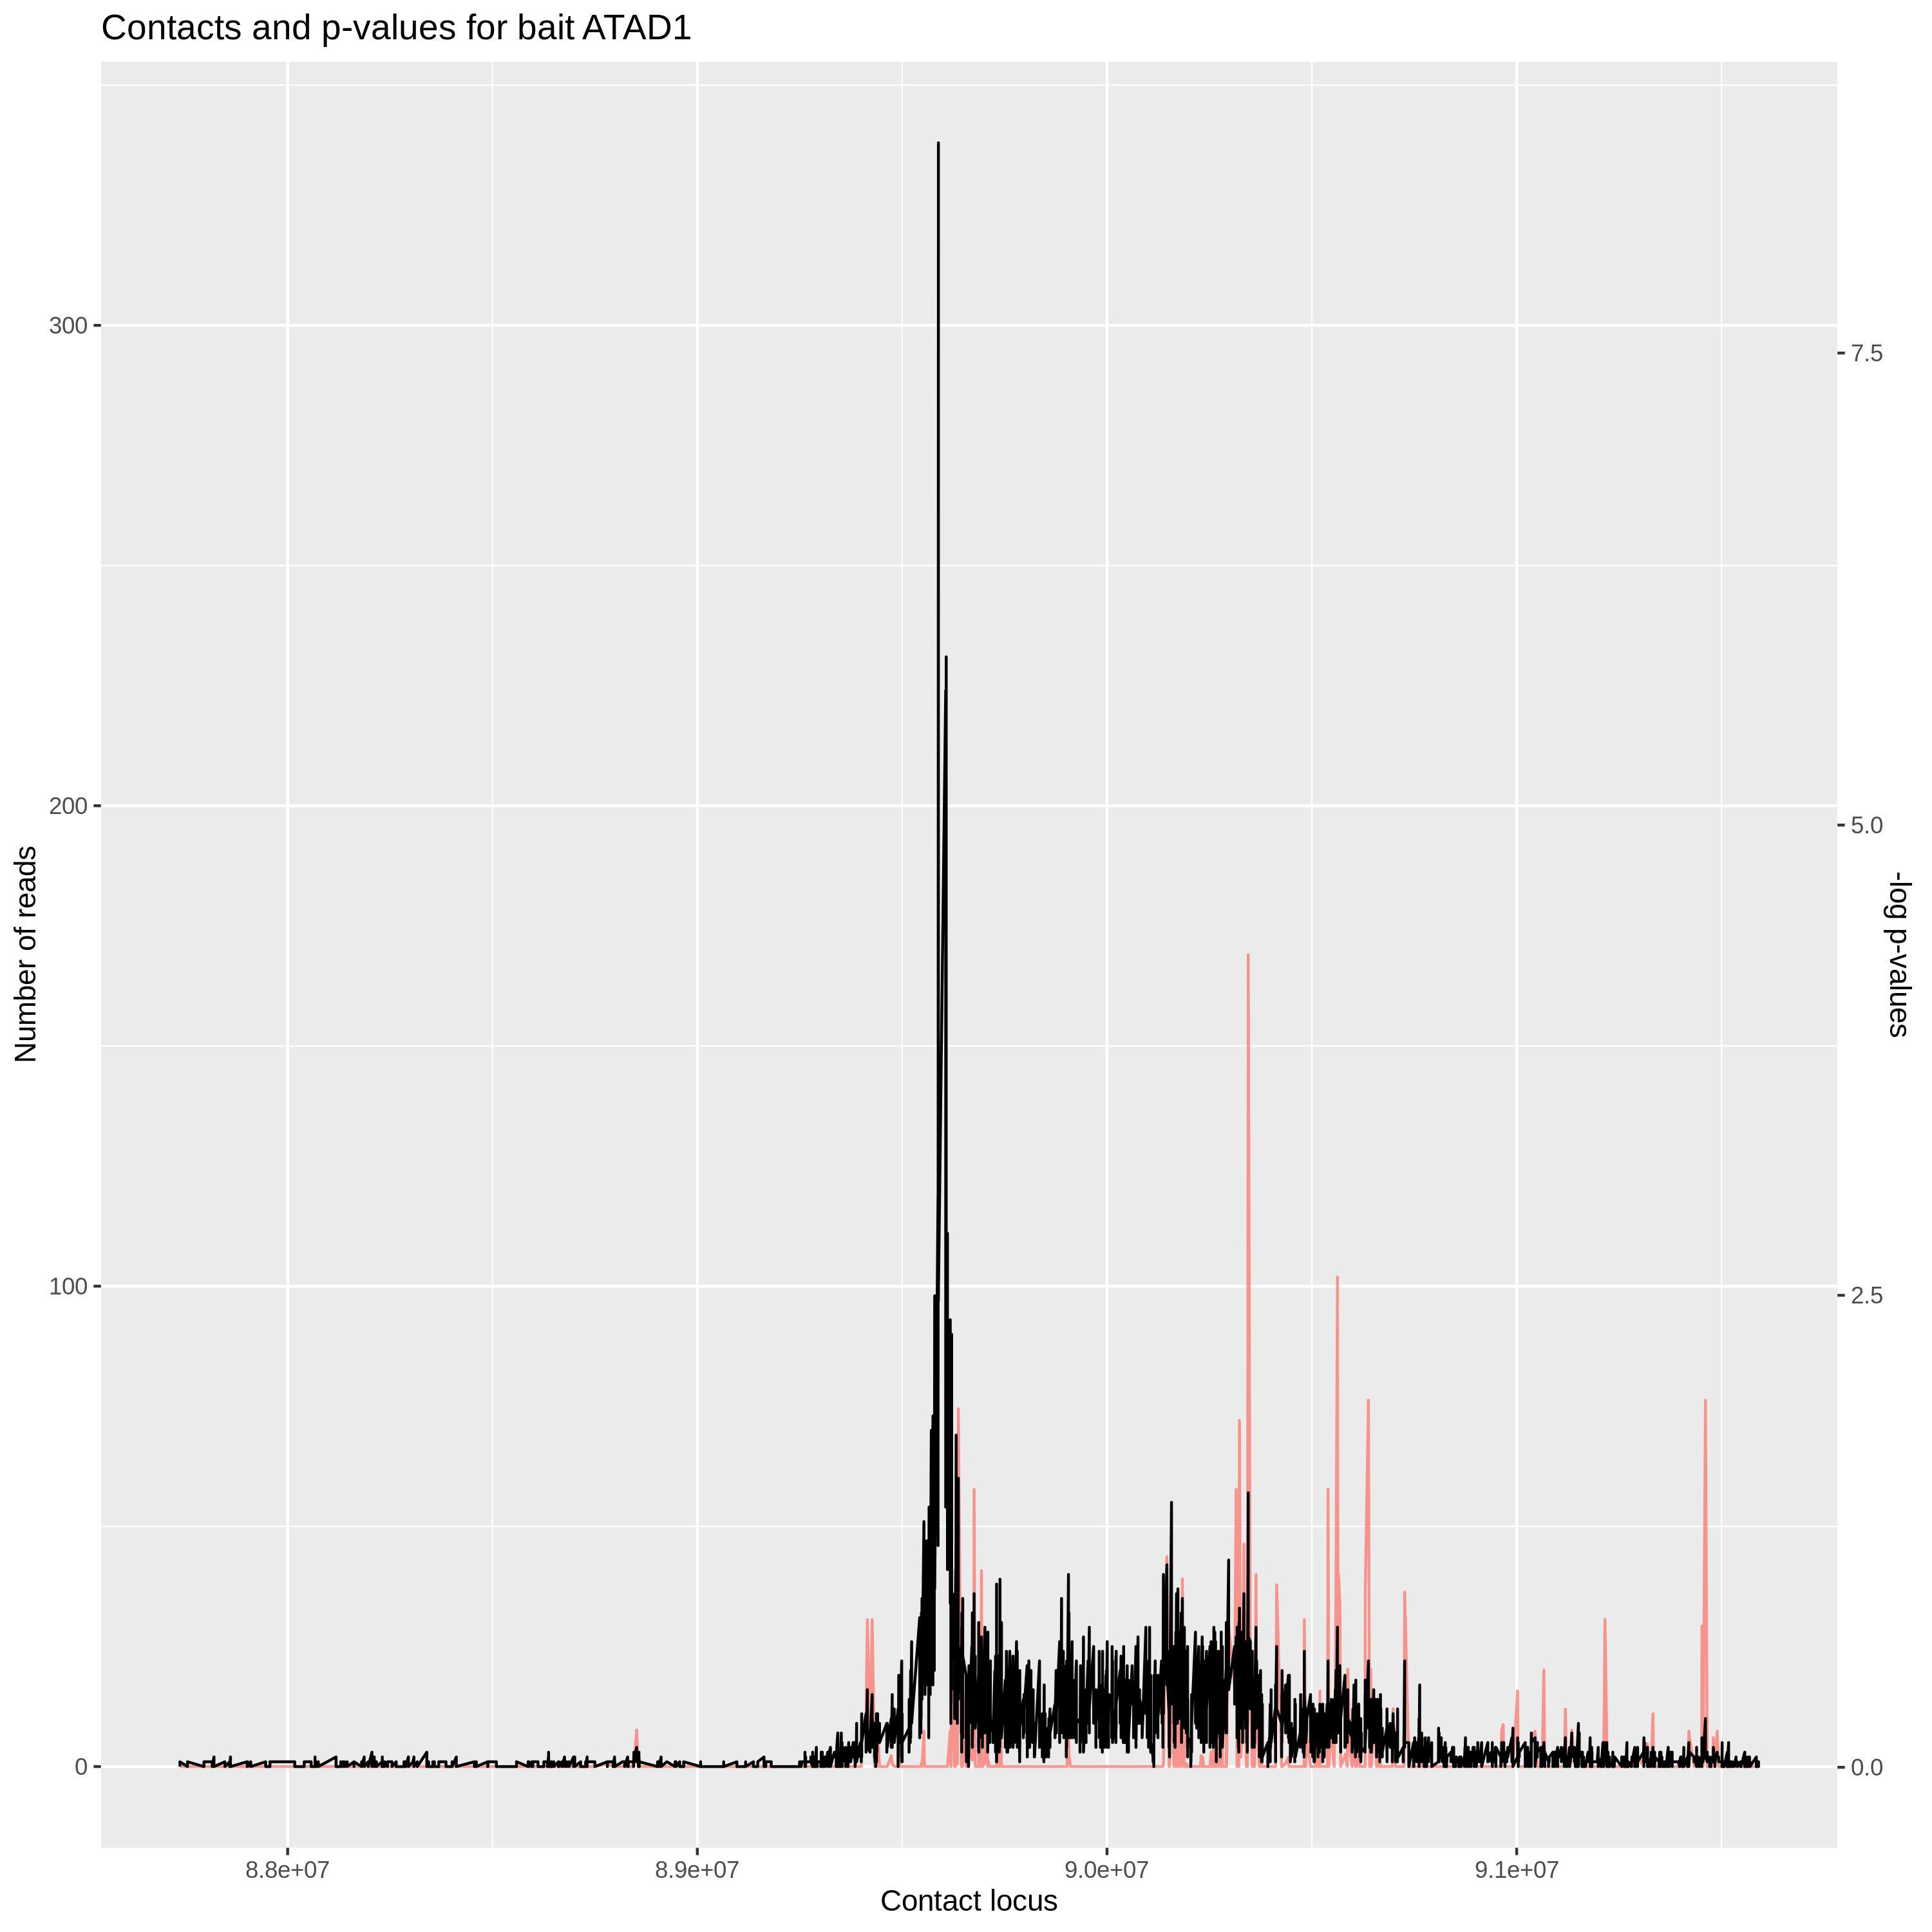 Contacts and p-values for bait ATAD1
300
200
100
0
Number of reads
7.5
5.0
2.5
0.0
-log p-values
8.8e+07
8.9e+07
9.0e+07
9.1e+07
Contact locus